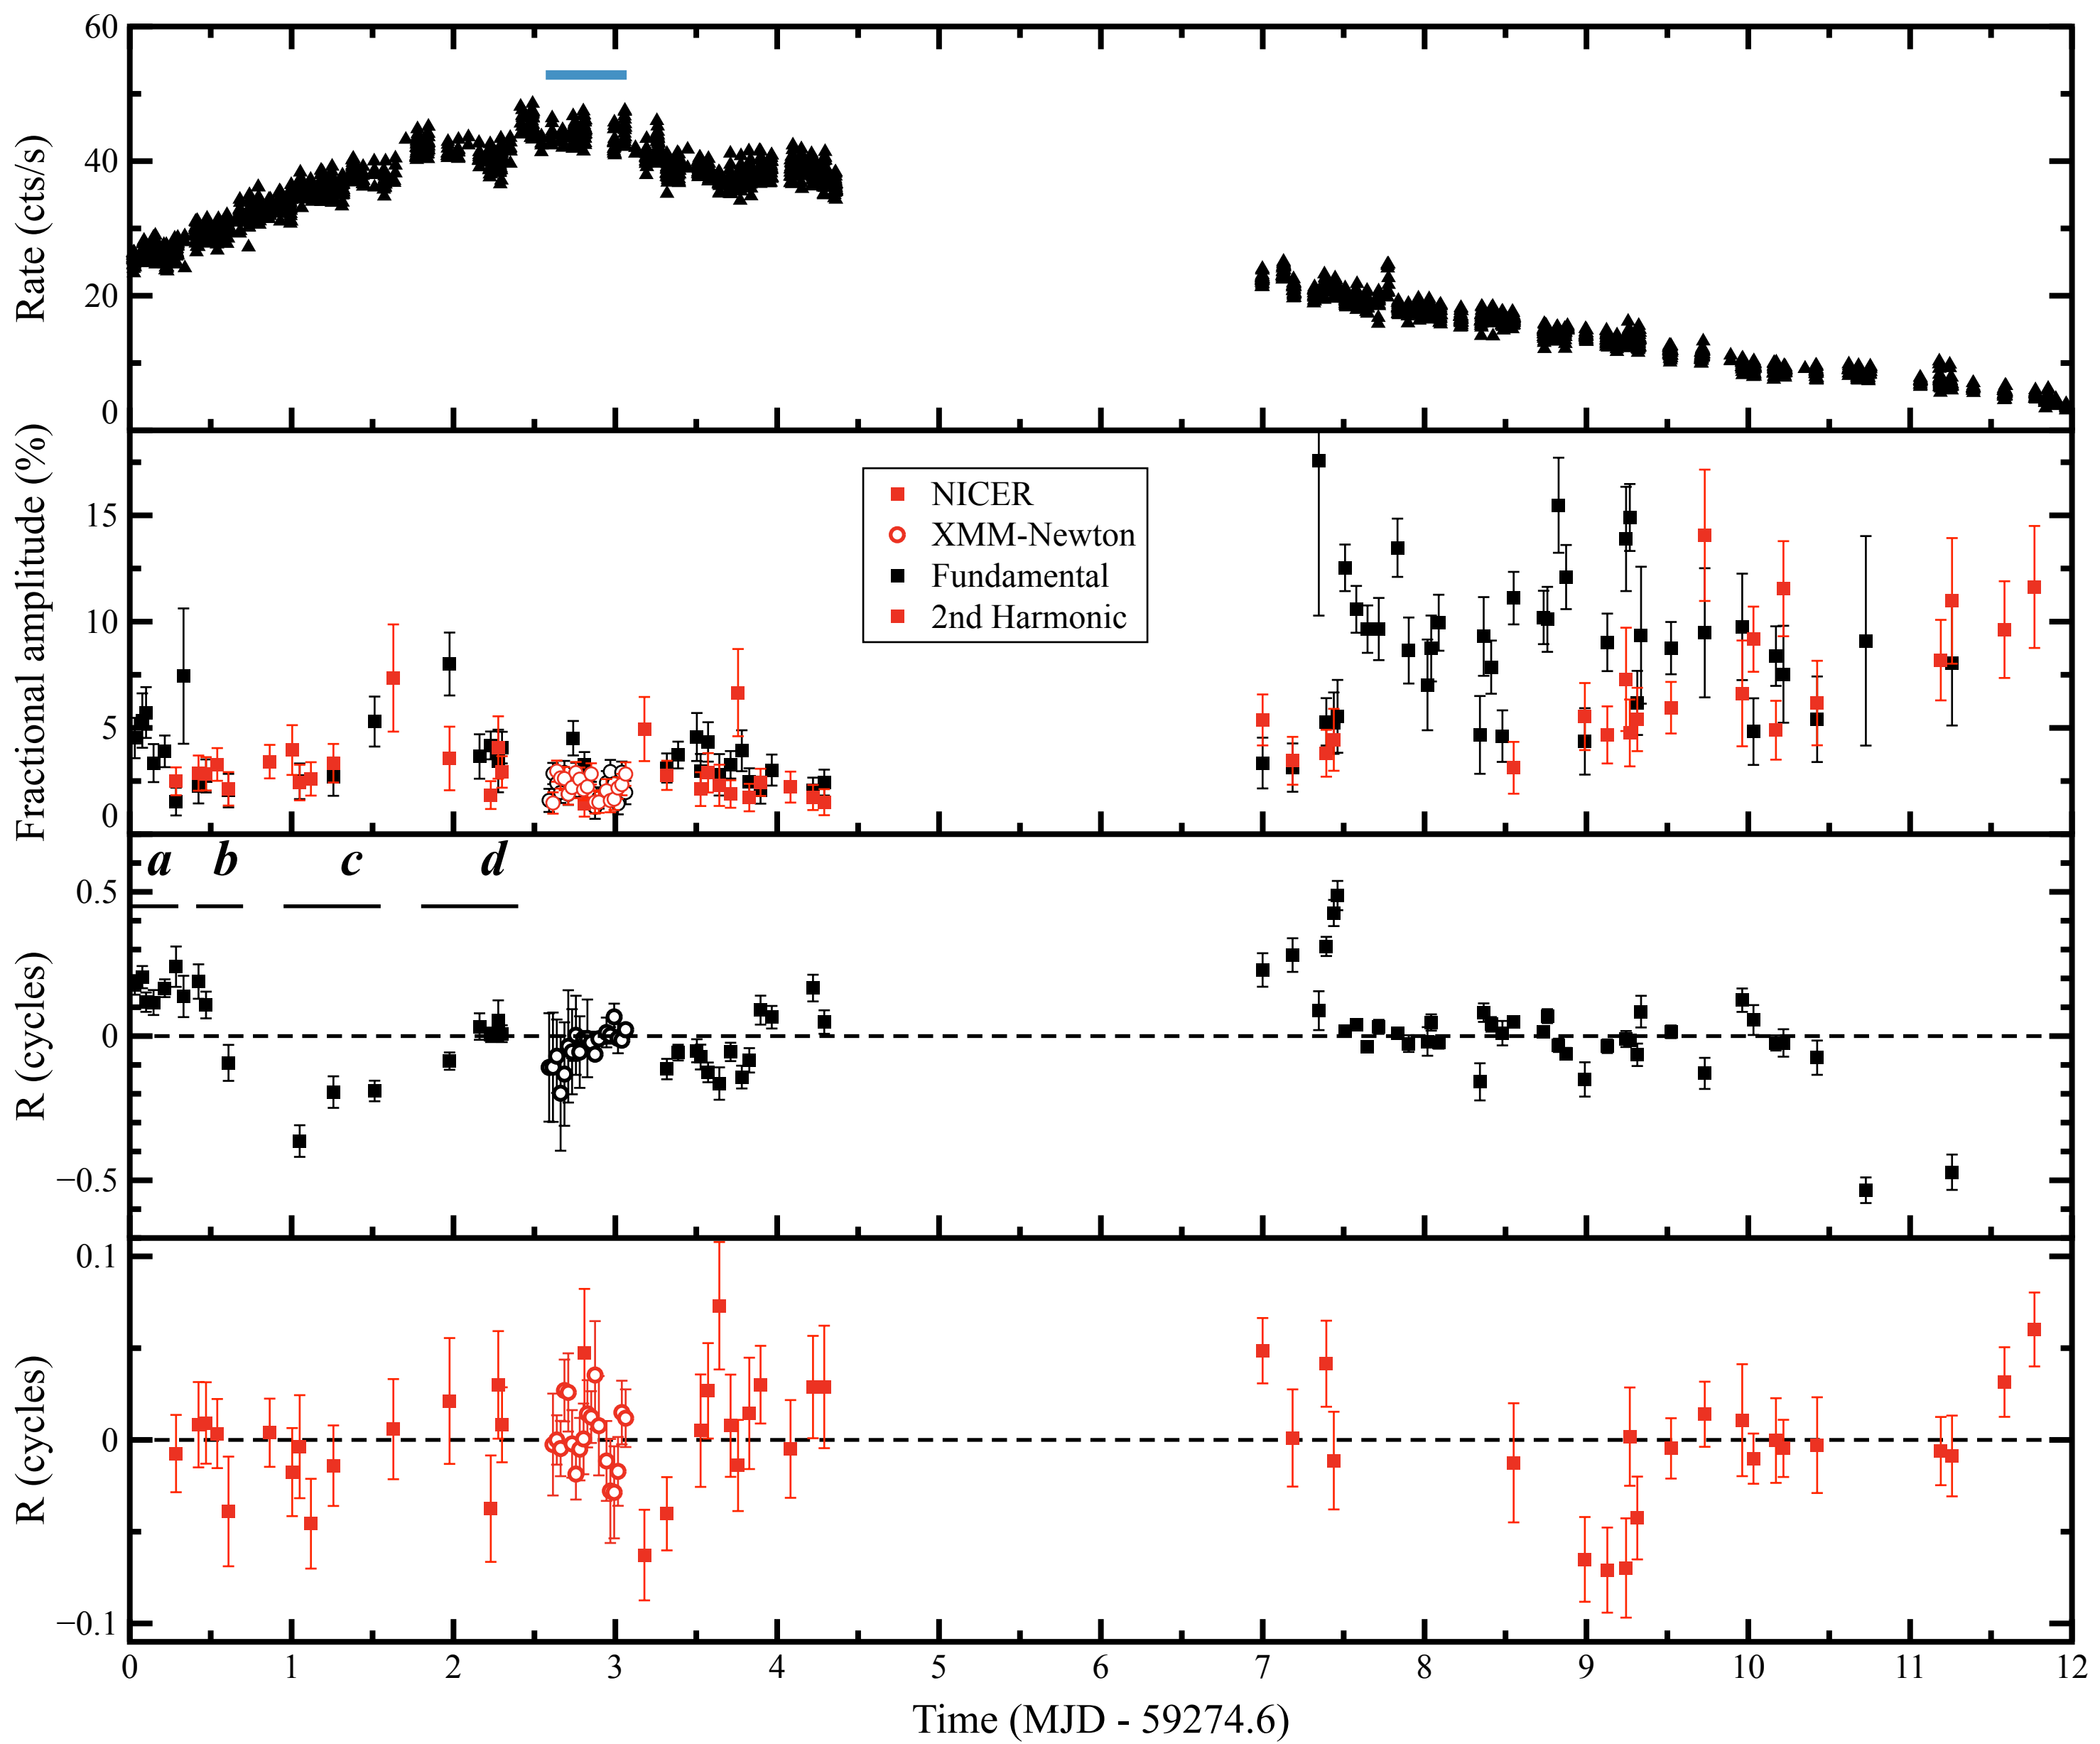 60
40
20
0
Rate (cts/s)
15
10
5
0
Fractional amplitude (%)
NICER
XMM-Newton
Fundamental
2nd Harmonic
a b c d
0.5
0
−0.5
R (cycles)
0.1
0
−0.1
R (cycles)
0 1 2 3 4 5 6 7 8 9 10 11 12
Time (MJD - 59274.6)